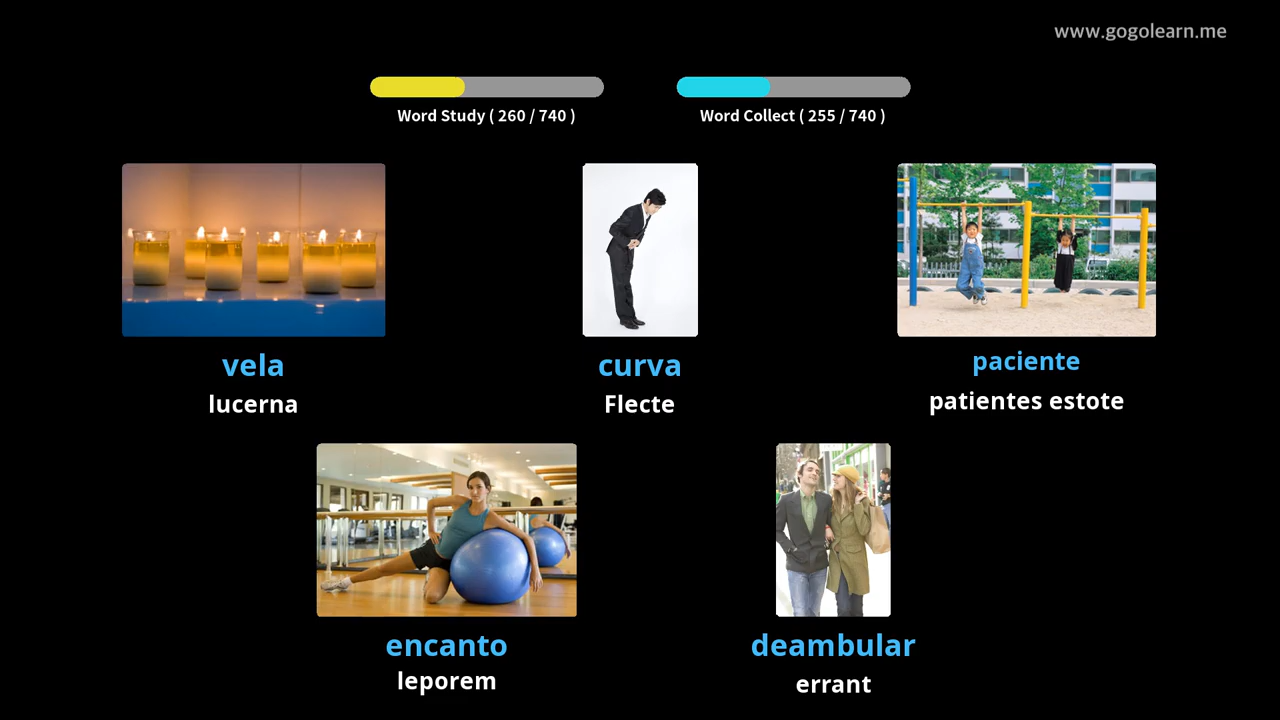 www.gogolearn.me
Word Study ( 260 / 740 )
Word Collect ( 255 / 740 )
vela
lucerna
curva
Flecte
paciente
patientes estote
encanto
leporem
deambular
errant